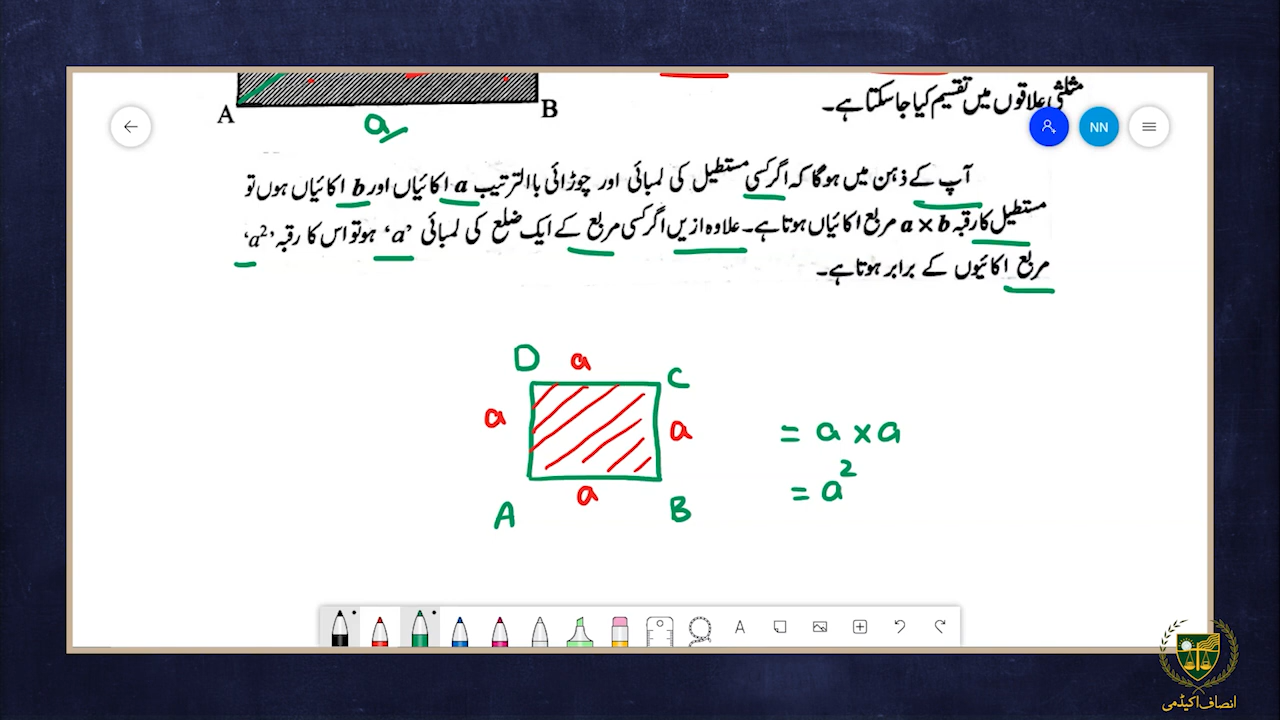 A
B
a
مثلثی علاقوں میں تقسیم کیا جا سکتا ہے۔
NN
آپ کے ذہن میں ہوگا کہ اگر کسی مستطیل کی لمبائی اور چوڑائی باالترتیب a اکائیاں اور b اکائیاں ہوں تو
مستطیل کا رقبہ a × b مربع اکائیاں ہوتا ہے۔ علاوہ ازیں اگر کسی مربع کے ایک ضلع کی لمبائی ‘a’ ہو تو اس کا رقبہ ‘a²’
مربع اکائیوں کے برابر ہوتا ہے۔
D a C
a a
= a × a
= a²
A a B
A
انصاف اکیڈمی